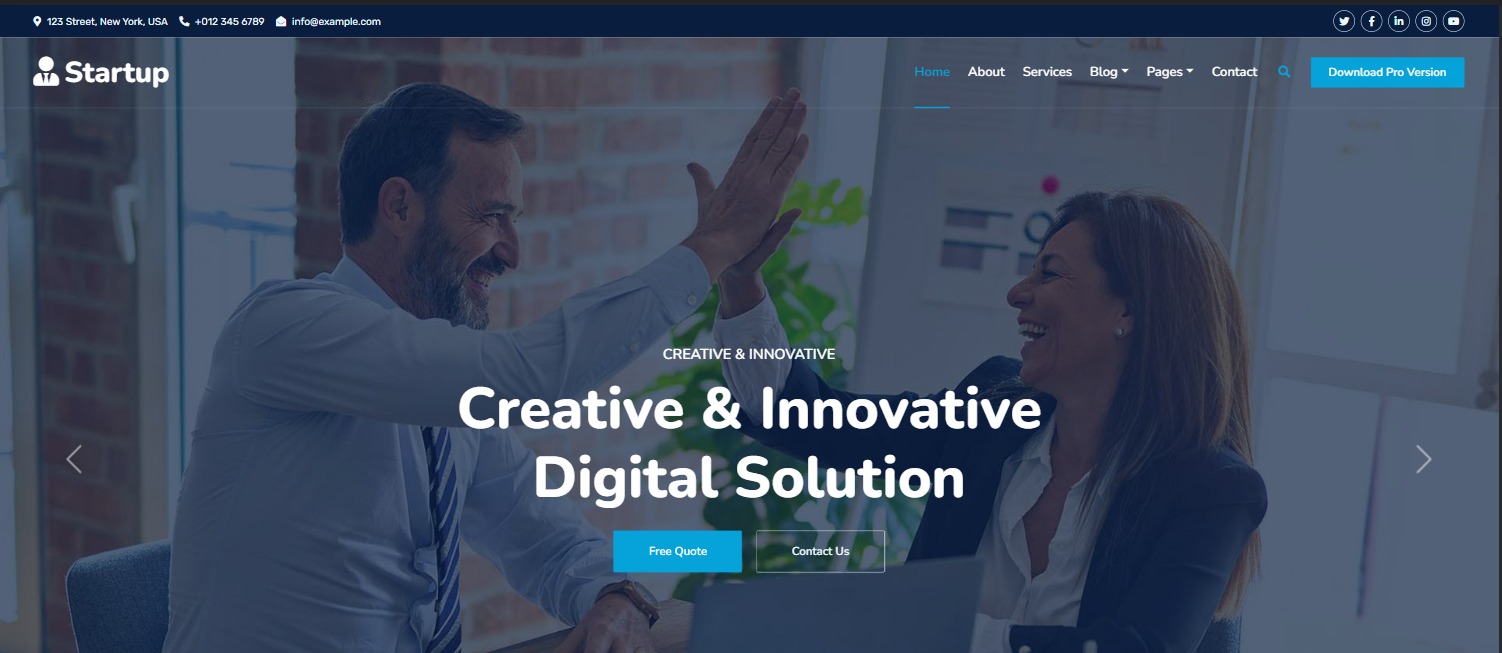 123 Street, New York, USA +012 345 6789 info@example.com
Startup Home About Services Blog Pages Contact Download Pro Version
CREATIVE & INNOVATIVE
Creative & Innovative
Digital Solution
Free Quote Contact Us